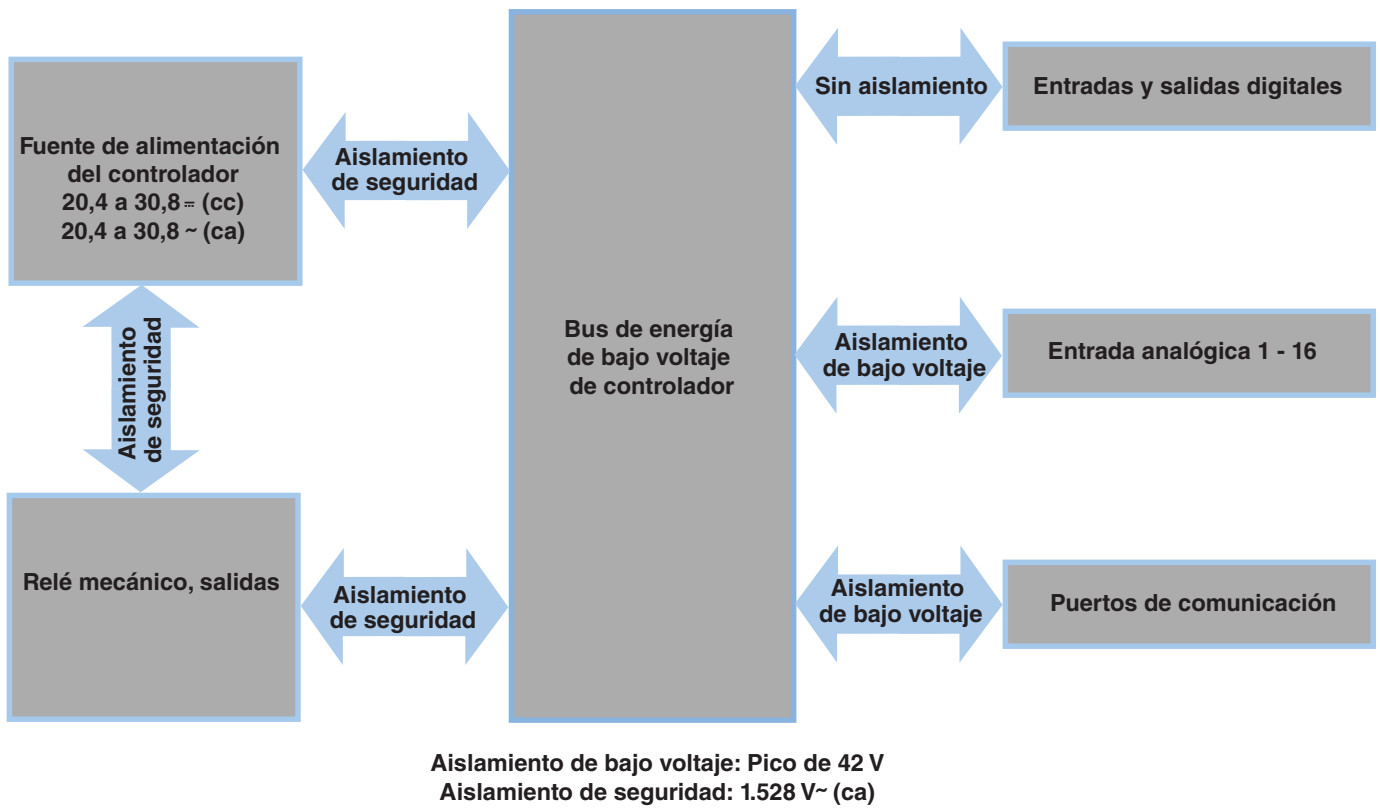 Fuente de alimentación
del controlador
20,4 a 30,8 ⎓ (cc)
20,4 a 30,8 ~ (ca)
Aislamiento
de seguridad
Aislamiento
de seguridad
Relé mecánico, salidas
Aislamiento
de seguridad
Bus de energía
de bajo voltaje
de controlador
Sin aislamiento
Entradas y salidas digitales
Aislamiento
de bajo voltaje
Entrada analógica 1 - 16
Aislamiento
de bajo voltaje
Puertos de comunicación
Aislamiento de bajo voltaje: Pico de 42 V
Aislamiento de seguridad: 1.528 V~ (ca)